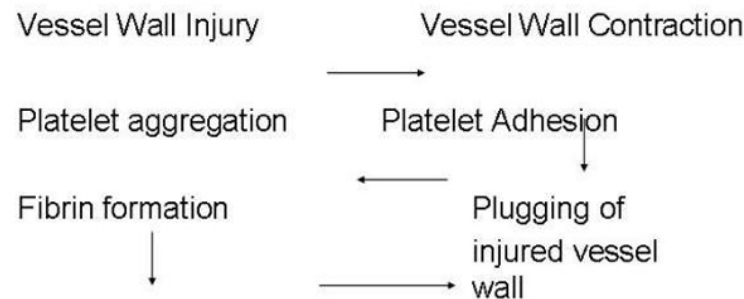 Vessel Wall Injury Vessel Wall Contraction
Platelet aggregation Platelet Adhesion
Fibrin formation Plugging of
injured vessel
wall